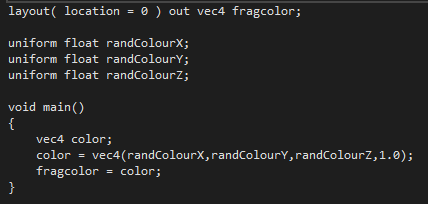 layout( location = 0 ) out vec4 fragcolor;
uniform float randColourX;
uniform float randColourY;
uniform float randColourZ;
void main()
{
vec4 color;
color = vec4(randColourX,randColourY,randColourZ,1.0);
fragcolor = color;
}